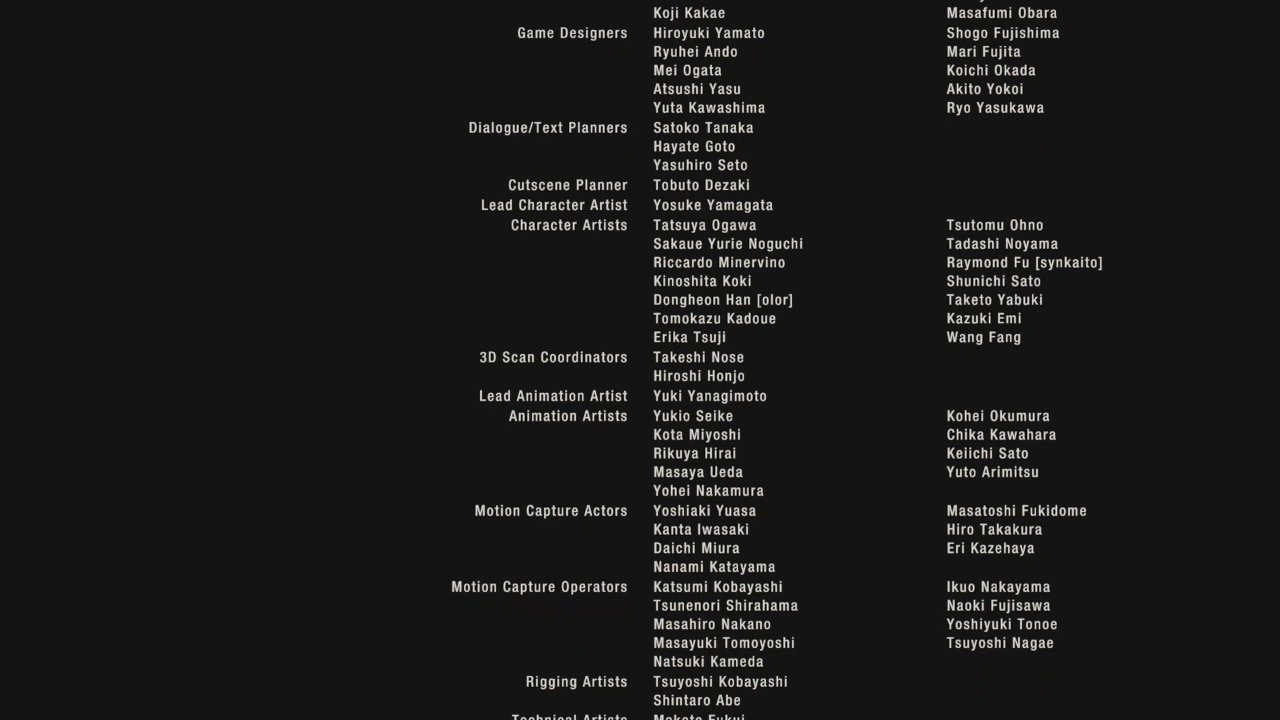 Koji Kakae Masafumi Obara
Game Designers Hiroyuki Yamato Shogo Fujishima
Ryuhei Ando Mari Fujita
Mei Ogata Koichi Okada
Atsushi Yasu Akito Yokoi
Yuta Kawashima Ryo Yasukawa
Dialogue/Text Planners Satoko Tanaka
Hayate Goto
Yasuhiro Seto
Cutscene Planner Tobuto Dezaki
Lead Character Artist Yosuke Yamagata
Character Artists Tatsuya Ogawa Tsutomu Ohno
Sakaue Yurie Noguchi Tadashi Noyama
Riccardo Minervino Raymond Fu [synkaito]
Kinoshita Koki Shunichi Sato
Dongheon Han [olor] Taketo Yabuki
Tomokazu Kadoue Kazuki Emi
Erika Tsuji Wang Fang
3D Scan Coordinators Takeshi Nose
Hiroshi Honjo
Lead Animation Artist Yuki Yanagimoto
Animation Artists Yukio Seike Kohei Okumura
Kota Miyoshi Chika Kawahara
Rikuya Hirai Keiichi Sato
Masaya Ueda Yuto Arimitsu
Yohei Nakamura
Motion Capture Actors Yoshiaki Yuasa Masatoshi Fukidome
Kanta Iwasaki Hiro Takakura
Daichi Miura Eri Kazehaya
Nanami Katayama
Motion Capture Operators Katsumi Kobayashi Ikuo Nakayama
Tsunenori Shirahama Naoki Fujisawa
Masahiro Nakano Yoshiyuki Tonoe
Masayuki Tomoyoshi Tsuyoshi Nagae
Natsuki Kameda
Rigging Artists Tsuyoshi Kobayashi
Shintaro Abe
Technical Artists Makoto Fukui